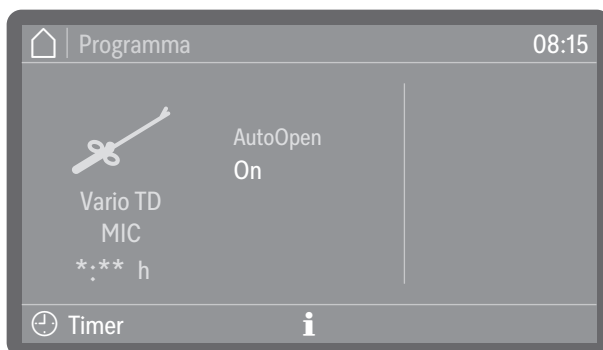 Programma
08:15
AutoOpen
On
Vario TD
MIC
*:** h
Timer
i